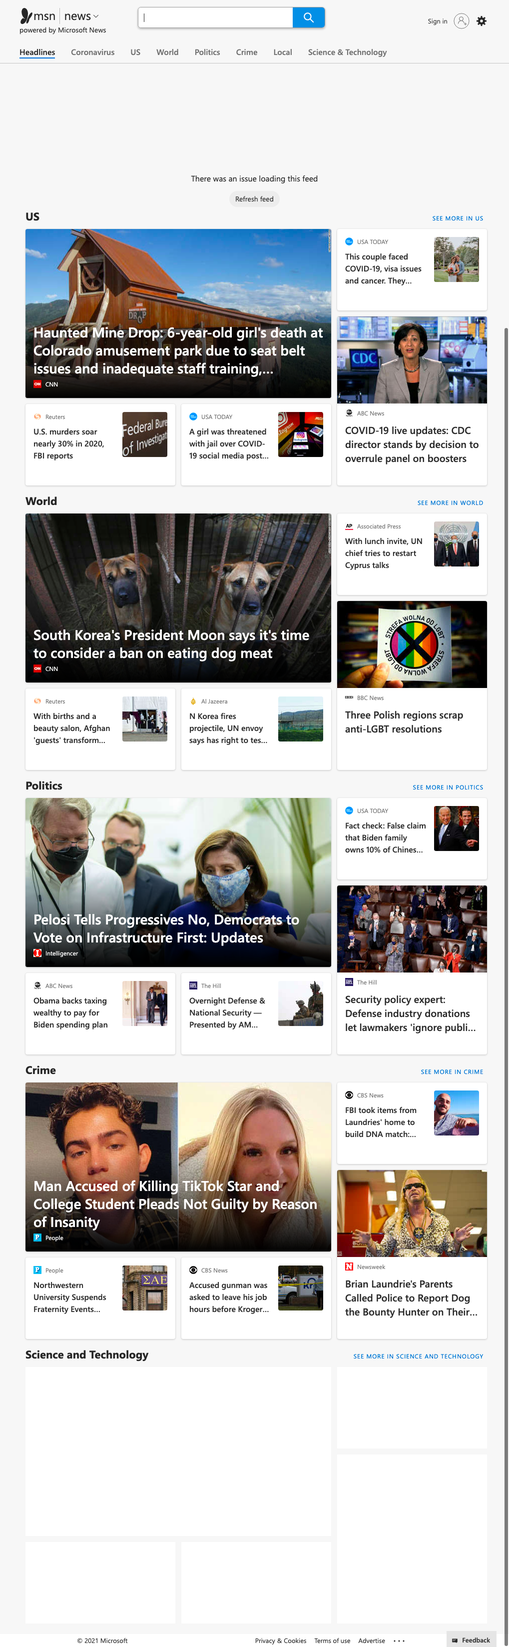 msn news
powered by Microsoft News
Sign in
Headlines Coronavirus US World Politics Crime Local Science & Technology
There was an issue loading this feed
Refresh feed
US
SEE MORE IN US
DROP
Haunted Mine Drop: 6-year-old girl's death at
Colorado amusement park due to seat belt
issues and inadequate staff training,...
CNN
USA TODAY
This couple faced
COVID-19, visa issues
and cancer. They...
CDC
ABC News
COVID-19 live updates: CDC
director stands by decision to
overrule panel on boosters
Reuters
U.S. murders soar
nearly 30% in 2020,
FBI reports
Federal Bure
of Investigati
USA TODAY
A girl was threatened
with jail over COVID-
19 social media post...
World
SEE MORE IN WORLD
South Korea's President Moon says it's time
to consider a ban on eating dog meat
CNN
AP Associated Press
With lunch invite, UN
chief tries to restart
Cyprus talks
STREFA WOLNA OD LGBT
STREFA WOLNA OD LGBT
BBC News
Three Polish regions scrap
anti-LGBT resolutions
Reuters
With births and a
beauty salon, Afghan
'guests' transform...
Al Jazeera
N Korea fires
projectile, UN envoy
says has right to tes...
Politics
SEE MORE IN POLITICS
Pelosi Tells Progressives No, Democrats to
Vote on Infrastructure First: Updates
Intelligencer
USA TODAY
Fact check: False claim
that Biden family
owns 10% of Chines...
The Hill
Security policy expert:
Defense industry donations
let lawmakers 'ignore publi...
ABC News
Obama backs taxing
wealthy to pay for
Biden spending plan
The Hill
Overnight Defense &
National Security —
Presented by AM...
Crime
SEE MORE IN CRIME
Man Accused of Killing TikTok Star and
College Student Pleads Not Guilty by Reason
of Insanity
People
CBS News
FBI took items from
Laundries' home to
build DNA match:...
Newsweek
Brian Laundrie's Parents
Called Police to Report Dog
the Bounty Hunter on Their...
People
Northwestern
University Suspends
Fraternity Events...
ΣΑΕ
CBS News
Accused gunman was
asked to leave his job
hours before Kroger...
Science and Technology
SEE MORE IN SCIENCE AND TECHNOLOGY
© 2021 Microsoft
Privacy & Cookies Terms of use Advertise ...
Feedback